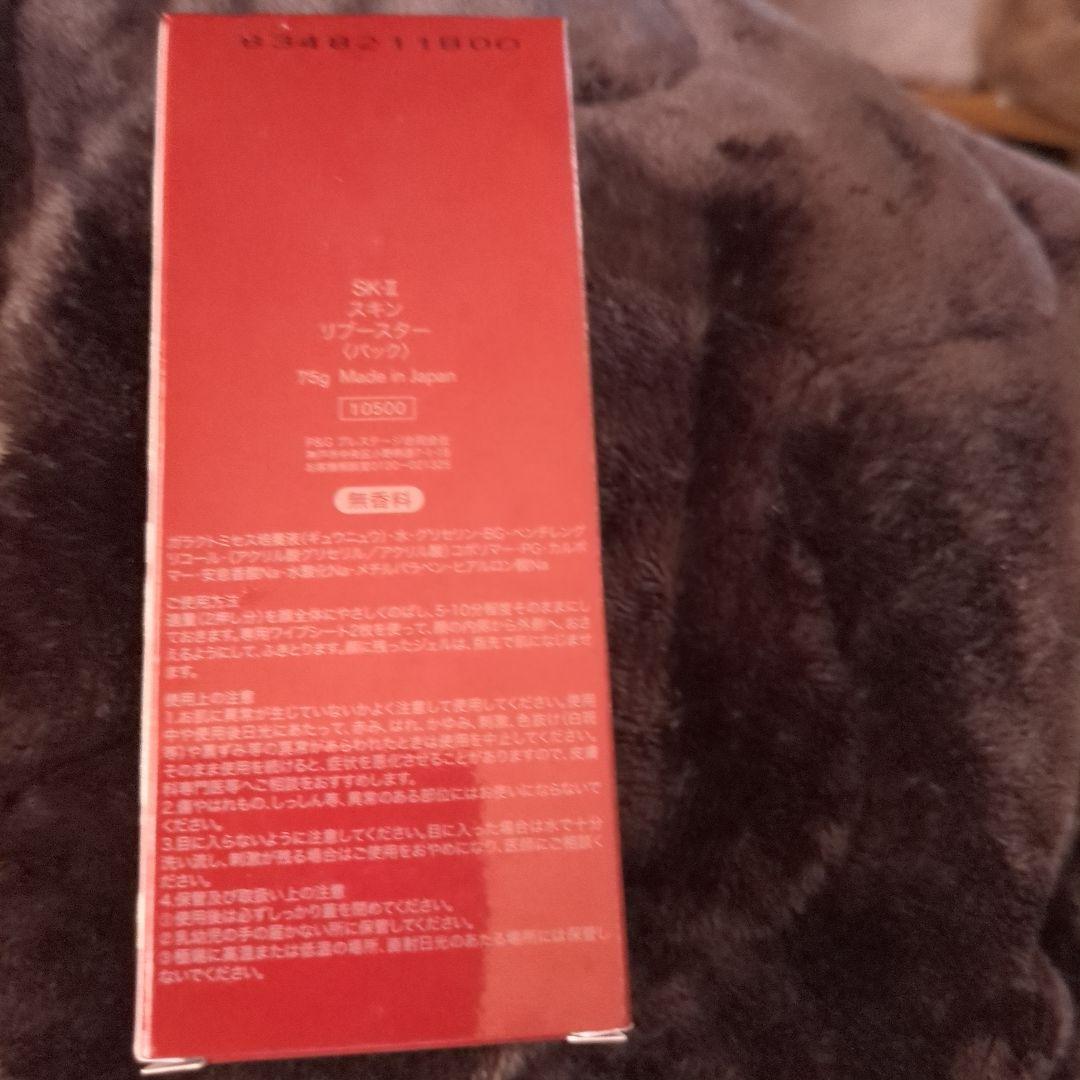 8348211800
SK-II
スキン
リブースター
〈パック〉
75g Made in Japan
10500
P&G プレステージ合同会社
無香料
ガラクトミセス培養液(ギュウニュウ)・水・グリセリン・BG・ペンチレング
リコール・(アクリル酸グリセリル/アクリル酸)コポリマー・PG・カルボ
マー・安息香酸Na・水酸化Na・メチルパラベン・ヒアルロン酸Na
ご使用方法
適量(2押し分)を顔全体にやさしくのばし、5-10分程度そのままにし
ておきます。専用ワイプシート2枚を使って、顔の内側から外側へ、おさ
えるようにして、ふきとります。顔に残ったジェルは、指先で肌になじませ
ます。
使用上の注意
1.お肌に異常が生じていないかよく注意して使用してください。使用
中や使用後日光にあたって、赤み、はれ、かゆみ、刺激、色抜け(白斑
等)や黒ずみ等の異常があらわれたときは使用を中止してください。
そのまま使用を続けると、症状を悪化させることがありますので、皮膚
科専門医等へご相談をおすすめします。
2.傷やはれもの、しっしん等、異常のある部位にはお使いにならないで
ください。
3.目に入らないように注意してください。目に入った場合は水で十分
洗い流し、刺激が残る場合はご使用をおやめになり、医師にご相談く
ださい。
4.保管及び取扱い上の注意
①使用後は必ずしっかり蓋を閉めてください。
②乳幼児の手の届かない所に保管してください。
③極端に高温または低温の場所、直射日光のあたる場所には保管し
ないでください。